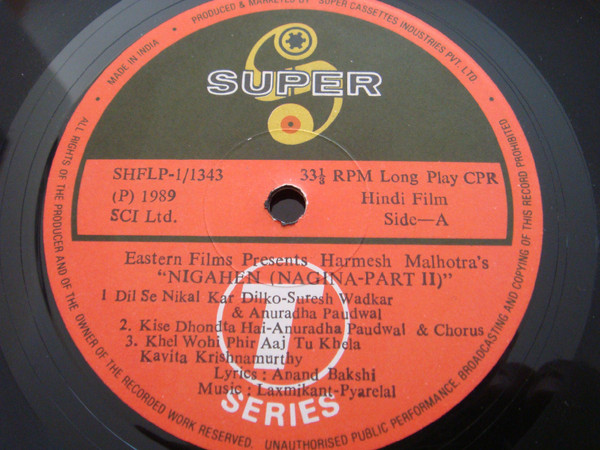 • MADE IN INDIA • PRODUCED & MARKETED BY SUPER CASSETTES INDUSTRIES PVT. LTD. •
SUPER
SHFLP-1/1343 33⅓ RPM Long Play CPR
(P) 1989 Hindi Film
SCI Ltd. Side—A
Eastern Films Presents Harmesh Malhotra's
"NIGAHEN (NAGINA-PART II)"
1 Dil Se Nikal Kar Dilko-Suresh Wadkar
& Anuradha Paudwal
2. Kise Dhondta Hai-Anuradha Paudwal & Chorus
3. Khel Wohi Phir Aaj Tu Khela
Kavita Krishnamurthy
Lyrics : Anand Bakshi
Music : Laxmikant-Pyarelal
T
SERIES
ALL RIGHTS OF THE PRODUCER AND OF THE OWNER OF THE RECORDED WORK RESERVED. UNAUTHORISED PUBLIC PERFORMANCE, BROADCASTING AND COPYING OF THIS RECORD PROHIBITED